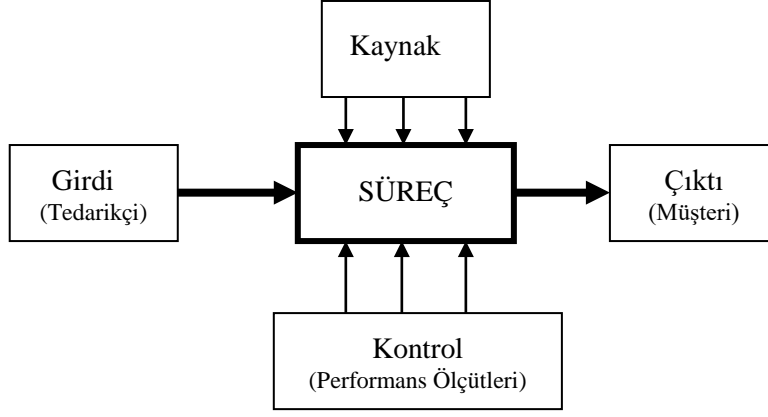 Kaynak
Girdi
(Tedarikçi)
SÜREÇ
Çıktı
(Müşteri)
Kontrol
(Performans Ölçütleri)